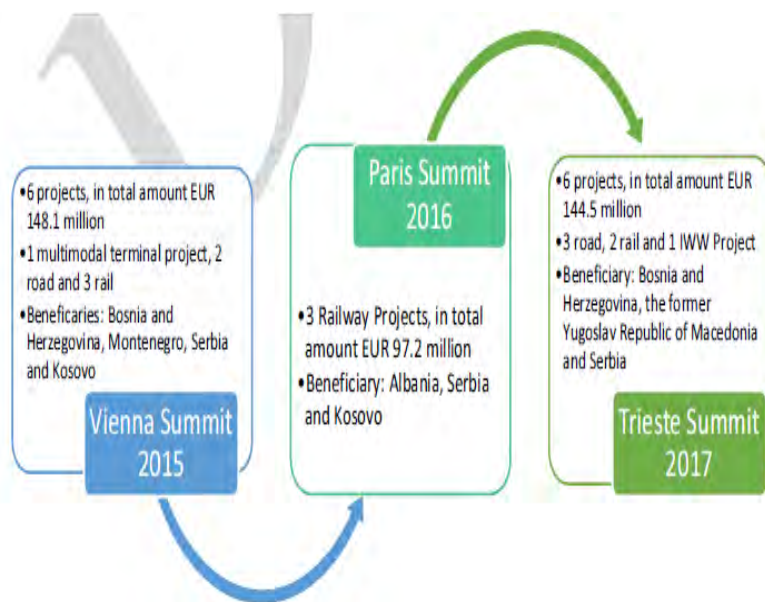 •6 projects, in total amount EUR
148.1 million
•1 multimodal terminal project, 2
road and 3 rail
•Beneficaries: Bosnia and
Herzegovina, Montenegro, Serbia
and Kosovo
Vienna Summit
2015
Paris Summit
2016
•3 Railway Projects, in total
amount EUR 97.2 million
•Beneficiary: Albania, Serbia
and Kosovo
•6 projects, in total amount EUR
144.5 million
•3 road, 2 rail and 1 IWW Project
•Beneficiary: Bosnia and
Herzegovina, the former
Yugoslav Republic of Macedonia
and Serbia
Trieste Summit
2017